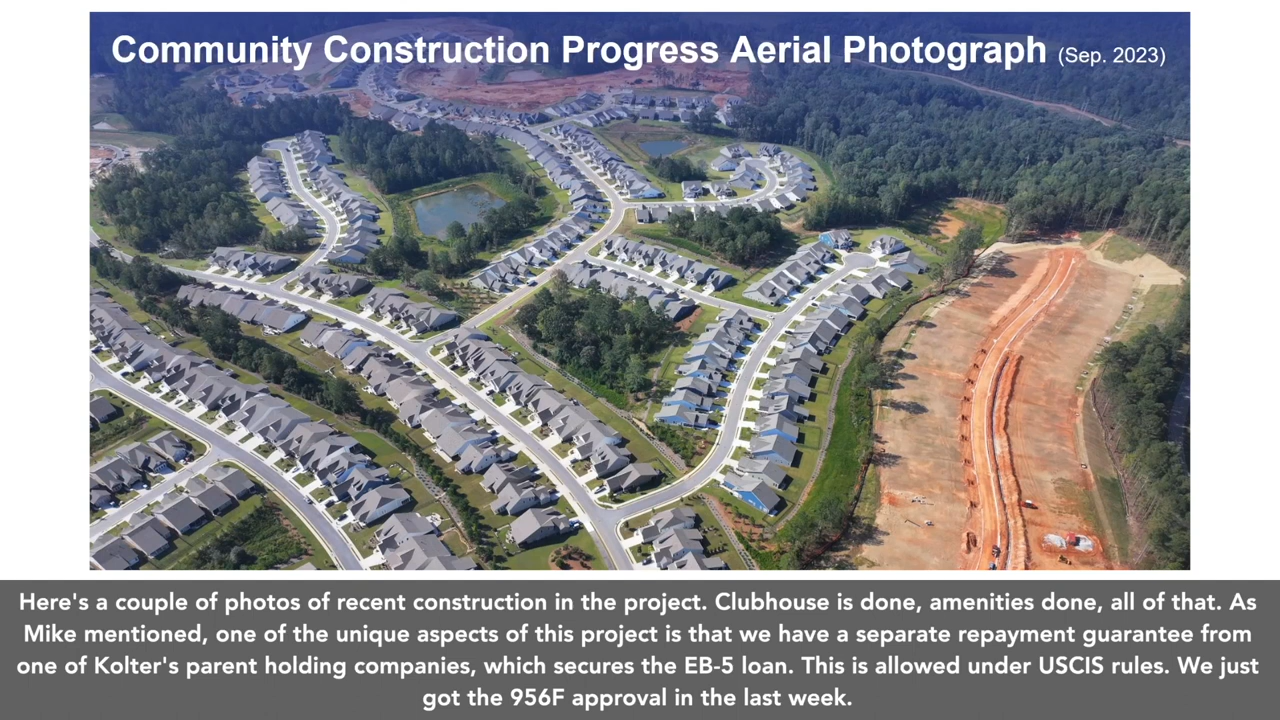 Community Construction Progress Aerial Photograph (Sep. 2023)
Here's a couple of photos of recent construction in the project. Clubhouse is done, amenities done, all of that. As
Mike mentioned, one of the unique aspects of this project is that we have a separate repayment guarantee from
one of Kolter's parent holding companies, which secures the EB-5 loan. This is allowed under USCIS rules. We just
got the 956F approval in the last week.